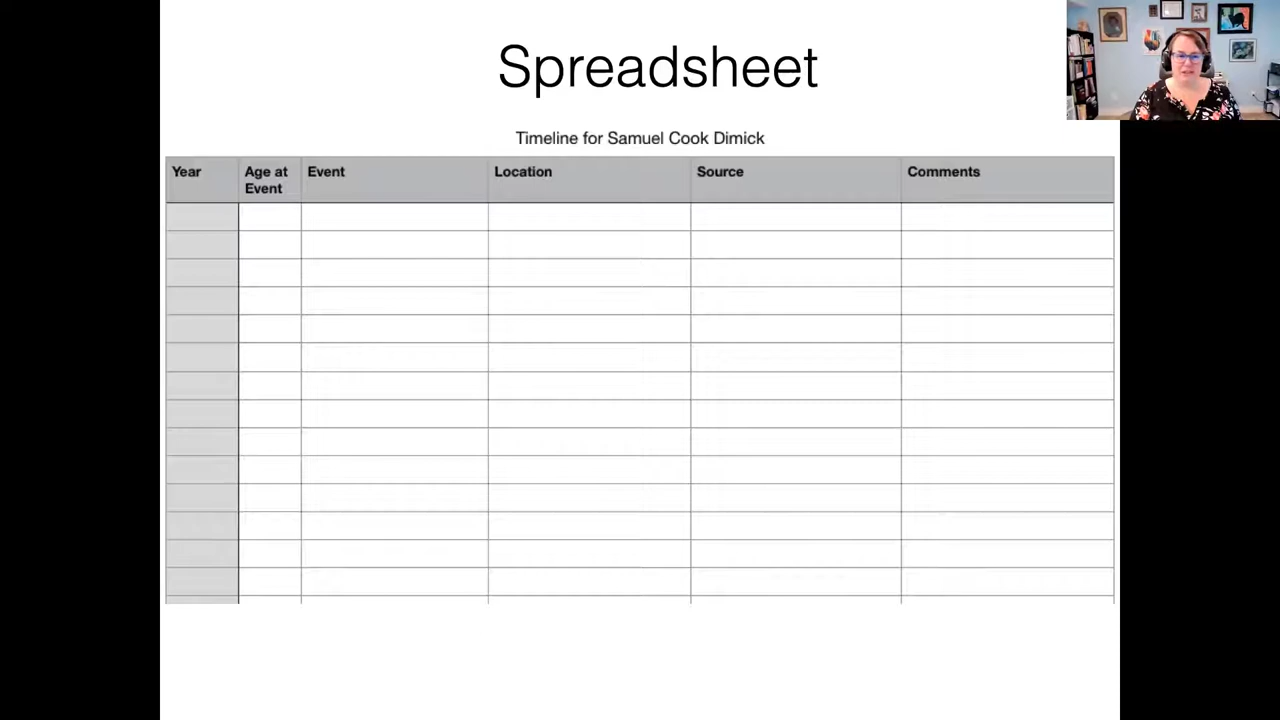 Spreadsheet
Timeline for Samuel Cook Dimick
Year Age at Event Location Source Comments
Event